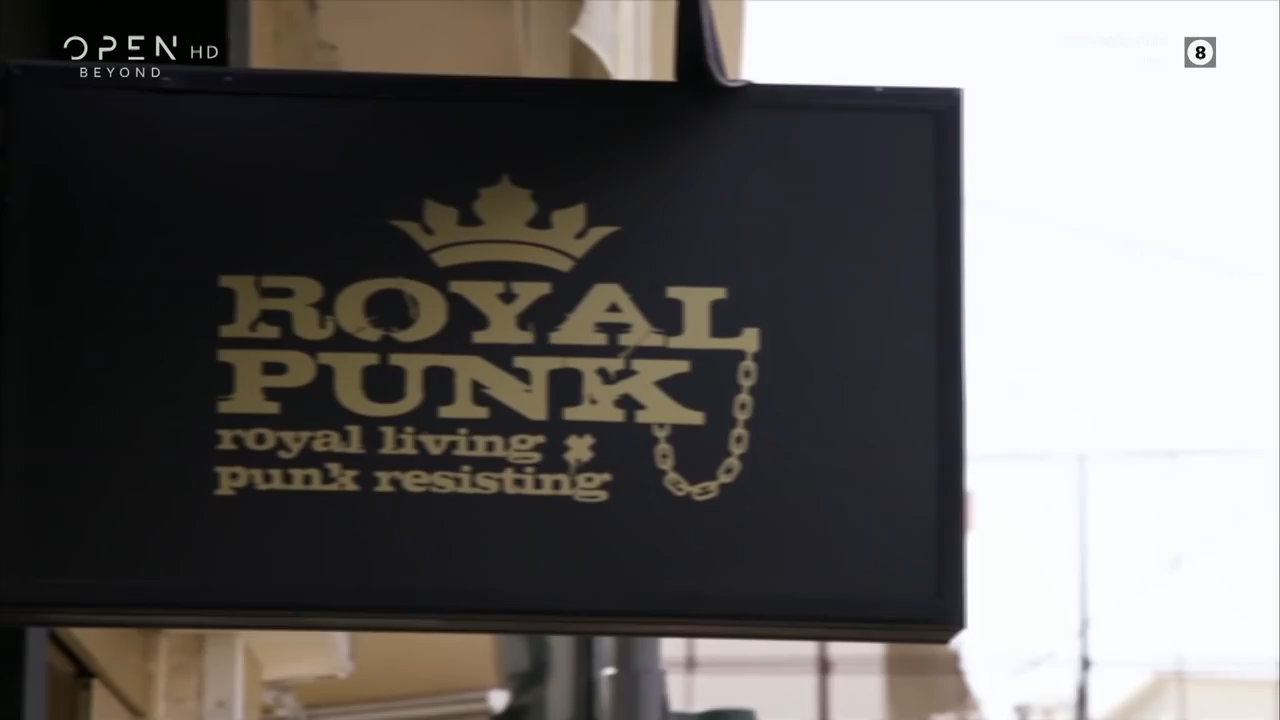 OPEN HD
BEYOND
8
ROYAL
PUNK
royal living
punk resisting